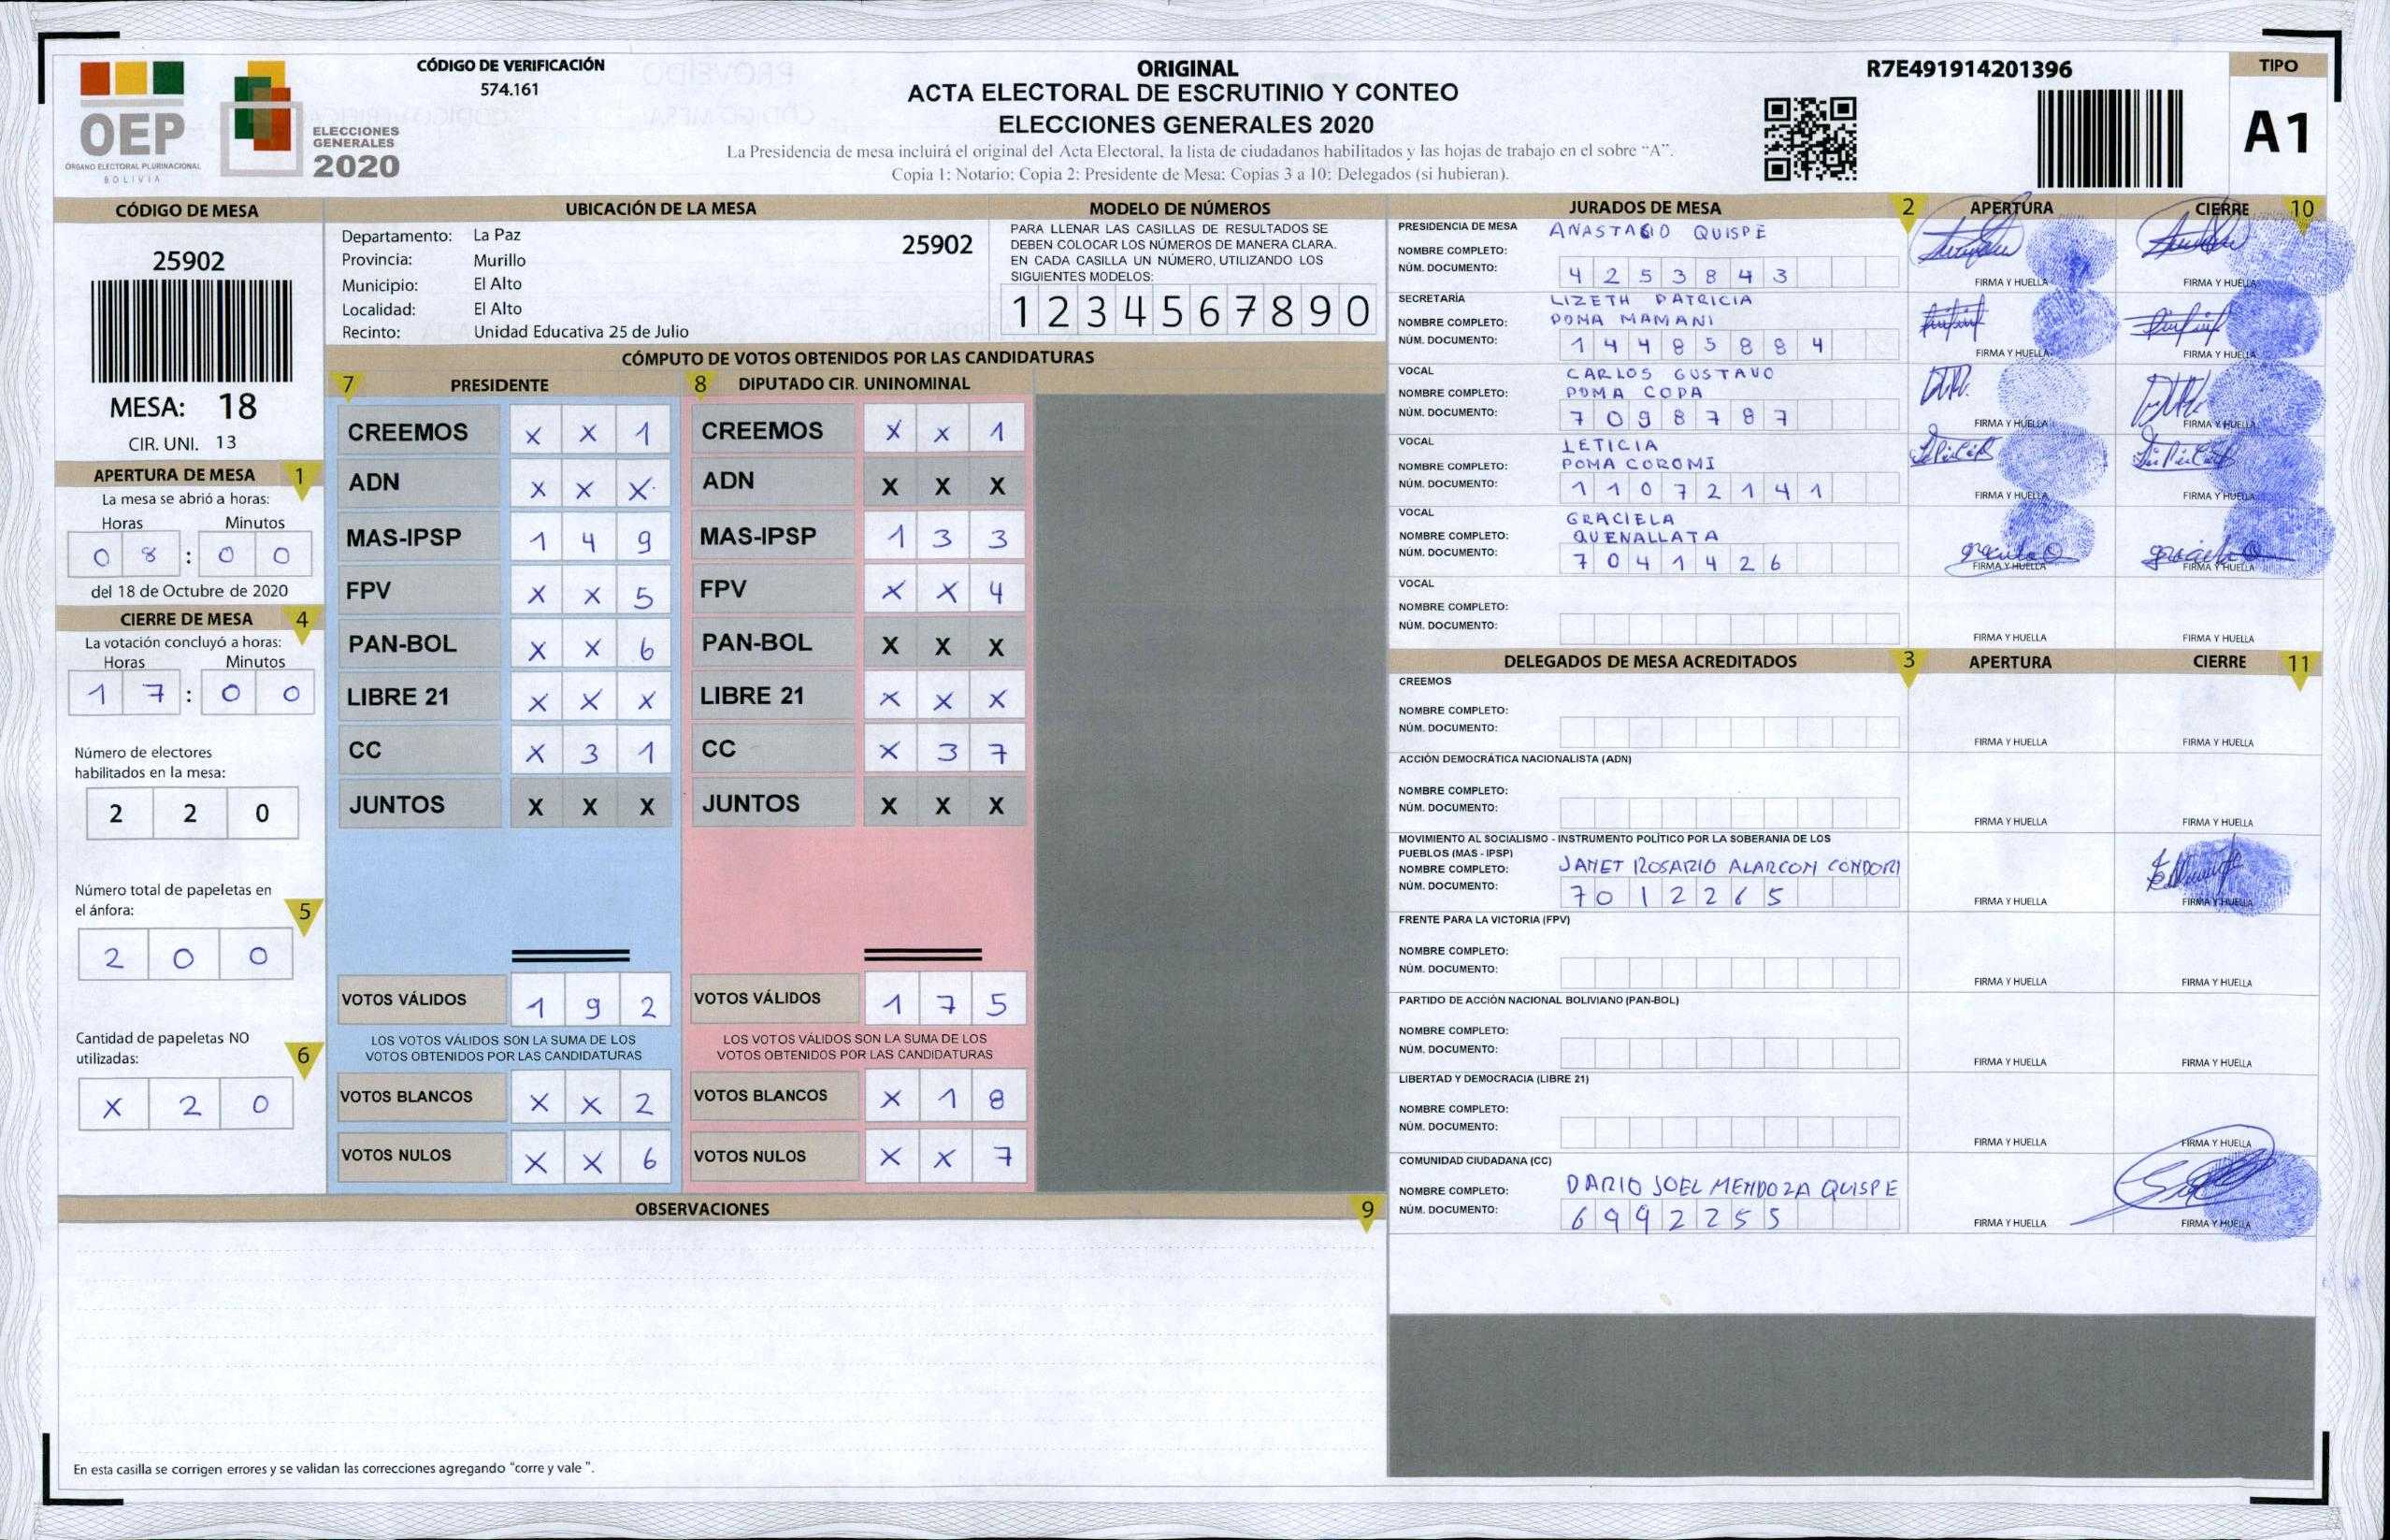 OEP
ÓRGANO ELECTORAL PLURINACIONAL
BOLIVIA
ELECCIONES
GENERALES
2020
CÓDIGO DE VERIFICACIÓN
574.161
ORIGINAL
ACTA ELECTORAL DE ESCRUTINIO Y CONTEO
ELECCIONES GENERALES 2020
La Presidencia de mesa incluirá el original del Acta Electoral, la lista de ciudadanos habilitados y las hojas de trabajo en el sobre “A”.
Copia 1: Notario; Copia 2: Presidente de Mesa; Copias 3 a 10: Delegados (si hubieran).
R7E491914201396
TIPO
A1
CÓDIGO DE MESA
25902
MESA: 18
CIR. UNI. 13
APERTURA DE MESA 1
La mesa se abrió a horas:
Horas Minutos
0 8 : 0 0
del 18 de Octubre de 2020
CIERRE DE MESA 4
La votación concluyó a horas:
Horas Minutos
1 7 : 0 0
Número de electores
habilitados en la mesa:
2 2 0
Número total de papeletas en
el ánfora: 5
2 0 0
Cantidad de papeletas NO
utilizadas: 6
X 2 0
UBICACIÓN DE LA MESA
Departamento: La Paz
Provincia: Murillo
Municipio: El Alto
Localidad: El Alto
Recinto: Unidad Educativa 25 de Julio
25902
MODELO DE NÚMEROS
PARA LLENAR LAS CASILLAS DE RESULTADOS SE
DEBEN COLOCAR LOS NÚMEROS DE MANERA CLARA.
EN CADA CASILLA UN NÚMERO, UTILIZANDO LOS
SIGUIENTES MODELOS:
1 2 3 4 5 6 7 8 9 0
CÓMPUTO DE VOTOS OBTENIDOS POR LAS CANDIDATURAS
7 PRESIDENTE
CREEMOS X X 1
ADN X X X
MAS-IPSP 1 4 9
FPV X X 5
PAN-BOL X X 6
LIBRE 21 X X X
CC X 3 1
JUNTOS X X X
VOTOS VÁLIDOS 1 9 2
LOS VOTOS VÁLIDOS SON LA SUMA DE LOS
VOTOS OBTENIDOS POR LAS CANDIDATURAS
VOTOS BLANCOS X X 2
VOTOS NULOS X X 6
8 DIPUTADO CIR. UNINOMINAL
CREEMOS X X 1
ADN X X X
MAS-IPSP 1 3 3
FPV X X 4
PAN-BOL X X X
LIBRE 21 X X X
CC X 3 7
JUNTOS X X X
VOTOS VÁLIDOS 1 7 5
LOS VOTOS VÁLIDOS SON LA SUMA DE LOS
VOTOS OBTENIDOS POR LAS CANDIDATURAS
VOTOS BLANCOS X 1 8
VOTOS NULOS X X 7
OBSERVACIONES 9
En esta casilla se corrigen errores y se validan las correcciones agregando “corre y vale ”.
JURADOS DE MESA 2 APERTURA CIERRE 10
PRESIDENCIA DE MESA ANASTACIO QUISPE
NOMBRE COMPLETO:
NÚM. DOCUMENTO: 4 2 5 3 8 4 3
FIRMA Y HUELLA FIRMA Y HUELLA
SECRETARÍA LIZETH PATRICIA
NOMBRE COMPLETO: POMA MAMANI
NÚM. DOCUMENTO: 1 4 4 8 5 8 8 4
FIRMA Y HUELLA FIRMA Y HUELLA
VOCAL CARLOS GUSTAVO
NOMBRE COMPLETO: POMA COPA
NÚM. DOCUMENTO: 7 0 9 8 7 8 7
FIRMA Y HUELLA FIRMA Y HUELLA
VOCAL LETICIA
NOMBRE COMPLETO: POMA COROMI
NÚM. DOCUMENTO: 1 1 0 7 2 1 4 1
FIRMA Y HUELLA FIRMA Y HUELLA
VOCAL GRACIELA
NOMBRE COMPLETO: QUENALLATA
NÚM. DOCUMENTO: 7 0 4 1 4 2 6
FIRMA Y HUELLA FIRMA Y HUELLA
VOCAL
NOMBRE COMPLETO:
NÚM. DOCUMENTO:
FIRMA Y HUELLA FIRMA Y HUELLA
DELEGADOS DE MESA ACREDITADOS 3 APERTURA CIERRE 11
CREEMOS
NOMBRE COMPLETO:
NÚM. DOCUMENTO:
FIRMA Y HUELLA FIRMA Y HUELLA
ACCIÓN DEMOCRÁTICA NACIONALISTA (ADN)
NOMBRE COMPLETO:
NÚM. DOCUMENTO:
FIRMA Y HUELLA FIRMA Y HUELLA
MOVIMIENTO AL SOCIALISMO - INSTRUMENTO POLÍTICO POR LA SOBERANIA DE LOS
PUEBLOS (MAS - IPSP)
NOMBRE COMPLETO: JANET ROSARIO ALARCON CONDORI
NÚM. DOCUMENTO: 7 0 1 2 2 6 5
FIRMA Y HUELLA FIRMA Y HUELLA
FRENTE PARA LA VICTORIA (FPV)
NOMBRE COMPLETO:
NÚM. DOCUMENTO:
FIRMA Y HUELLA FIRMA Y HUELLA
PARTIDO DE ACCIÓN NACIONAL BOLIVIANO (PAN-BOL)
NOMBRE COMPLETO:
NÚM. DOCUMENTO:
FIRMA Y HUELLA FIRMA Y HUELLA
LIBERTAD Y DEMOCRACIA (LIBRE 21)
NOMBRE COMPLETO:
NÚM. DOCUMENTO:
FIRMA Y HUELLA FIRMA Y HUELLA
COMUNIDAD CIUDADANA (CC)
NOMBRE COMPLETO: DARIO JOEL MENDOZA QUISPE
NÚM. DOCUMENTO: 6 9 9 2 2 5 5
FIRMA Y HUELLA FIRMA Y HUELLA